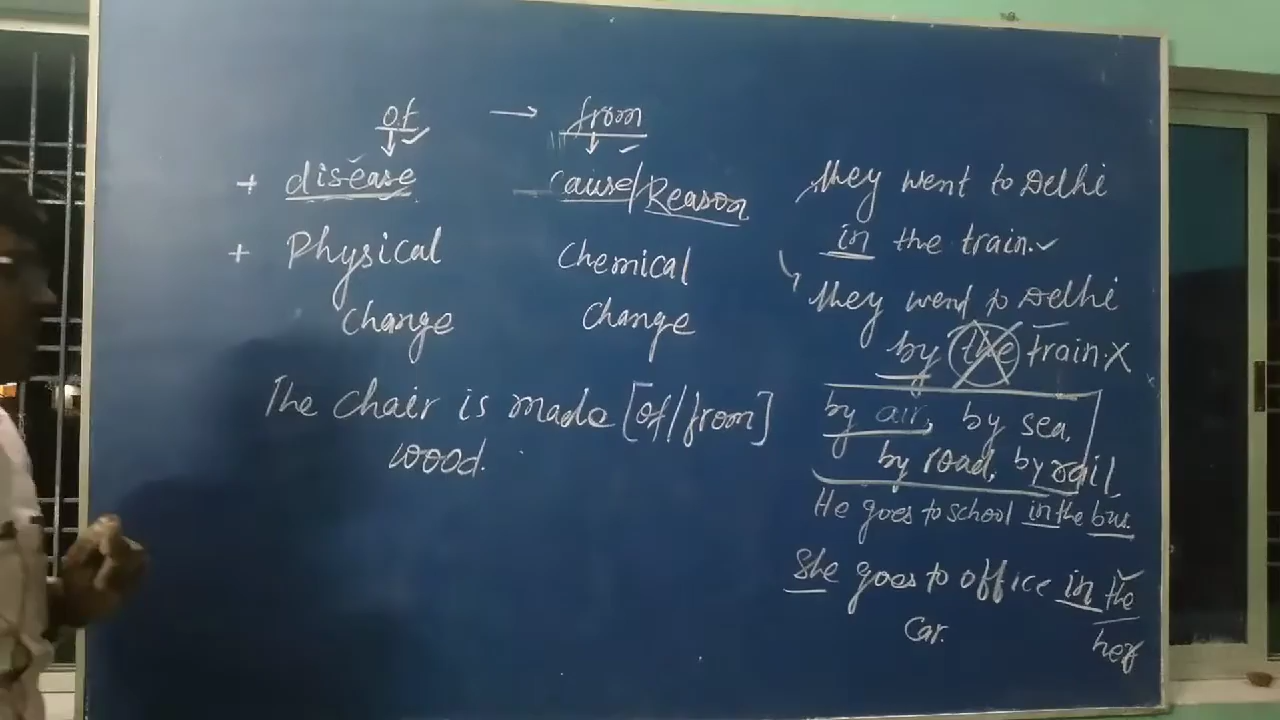 of → from
+ disease cause/Reason
+ Physical Chemical
change change
The chair is made [of/from]
wood.
they went to Delhi
in the train.
they went to Delhi
by the train. X
by air, by sea,
by road, by rail
He goes to school in the bus.
She goes to office in the
her
car.